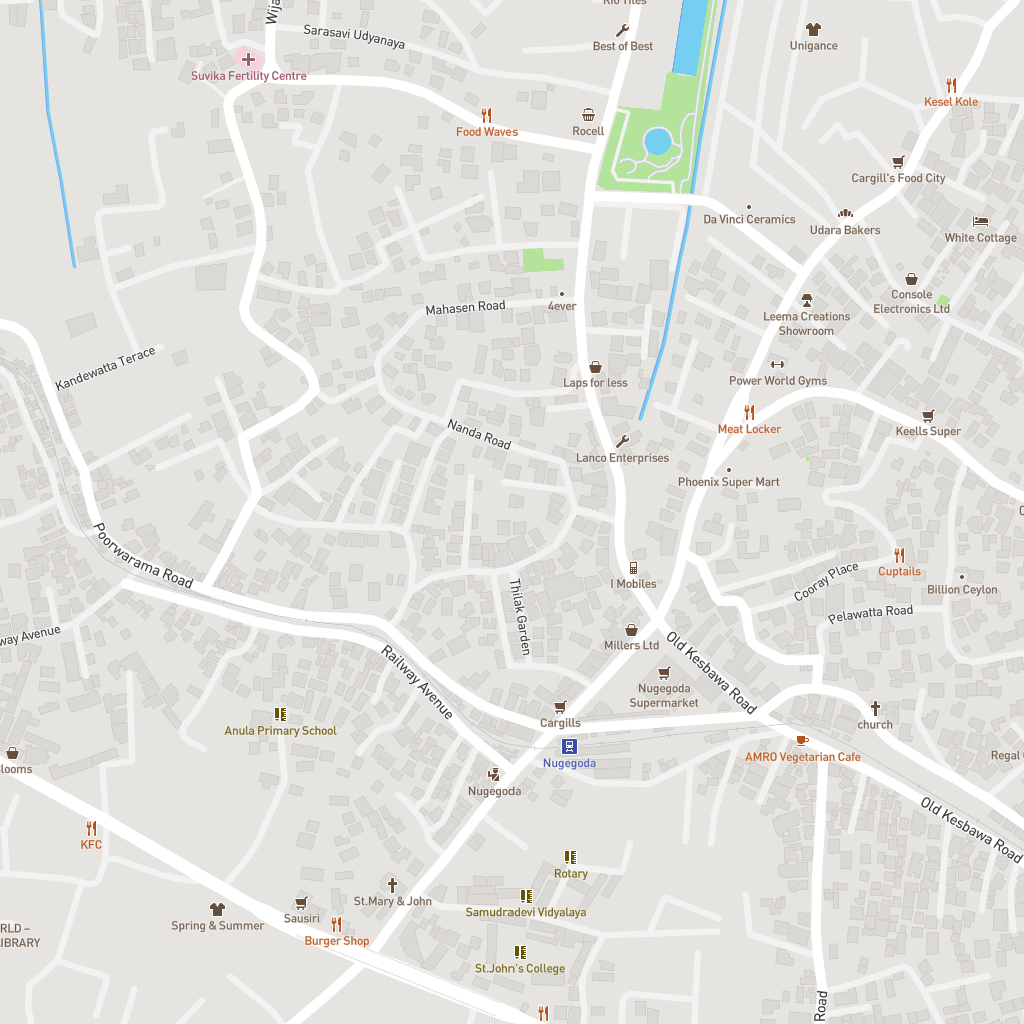 Rio Tiles
Wija
Sarasavi Udyanaya
Best of Best
Unigance
Suvika Fertility Centre
Kesel Kole
Food Waves
Rocell
Cargill's Food City
Da Vinci Ceramics
Udara Bakers
White Cottage
Mahasen Road
4ever
Console
Electronics Ltd
Leema Creations
Showroom
Kandewatta Terace
Laps for less
Power World Gyms
Meat Locker
Keells Super
Nanda Road
Lanco Enterprises
Phoenix Super Mart
Poorwarama Road
I Mobiles
Cooray Place
Cuptails
Billion Ceylon
Thilak Garden
Pelawatta Road
way Avenue
Millers Ltd
Old Kesbawa Road
Railway Avenue
Nugegoda
Supermarket
Anula Primary School
Cargills
church
Nugegoda
AMRO Vegetarian Cafe
Regal
Blooms
Nugegoda
Old Kesbawa Road
KFC
Rotary
St.Mary & John
Samudradevi Vidyalaya
Spring & Summer
Sausiri
Burger Shop
RLD –
LIBRARY
St.John's College
Road